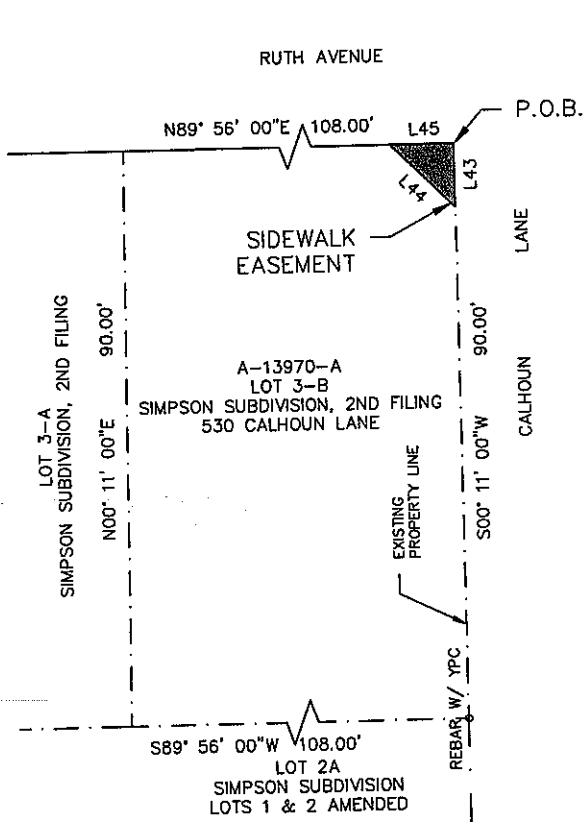 RUTH AVENUE
P.O.B.
N89° 56' 00"E 108.00'
L45
L43
L44
SIDEWALK
EASEMENT
LANE
CALHOUN
LOT 3-A
SIMPSON SUBDIVISION, 2ND FILING
N00° 11' 00"E 90.00'
A-13970-A
LOT 3-B
SIMPSON SUBDIVISION, 2ND FILING
530 CALHOUN LANE
S00° 11' 00"W 90.00'
EXISTING
PROPERTY LINE
REBAR W/ YPC
S89° 56' 00"W 108.00'
LOT 2A
SIMPSON SUBDIVISION
LOTS 1 & 2 AMENDED